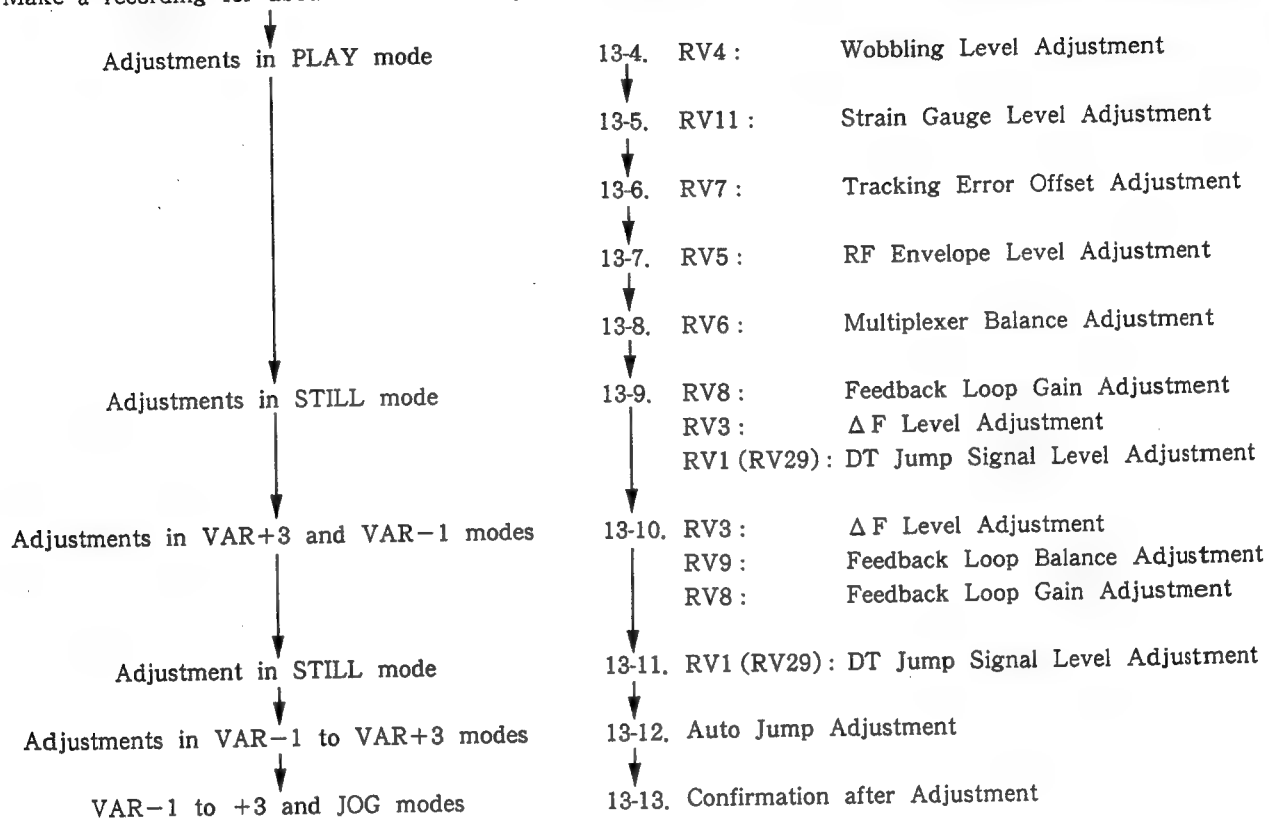 Adjustments in PLAY mode
13-4. RV4 : Wobbling Level Adjustment
13-5. RV11 : Strain Gauge Level Adjustment
13-6. RV7 : Tracking Error Offset Adjustment
13-7. RV5 : RF Envelope Level Adjustment
13-8. RV6 : Multiplexer Balance Adjustment
Adjustments in STILL mode
13-9. RV8 : Feedback Loop Gain Adjustment
RV3 : ΔF Level Adjustment
RV1 (RV29) : DT Jump Signal Level Adjustment
Adjustments in VAR+3 and VAR−1 modes
13-10. RV3 : ΔF Level Adjustment
RV9 : Feedback Loop Balance Adjustment
RV8 : Feedback Loop Gain Adjustment
Adjustment in STILL mode
13-11. RV1 (RV29) : DT Jump Signal Level Adjustment
Adjustments in VAR−1 to VAR+3 modes
13-12. Auto Jump Adjustment
VAR−1 to +3 and JOG modes
13-13. Confirmation after Adjustment